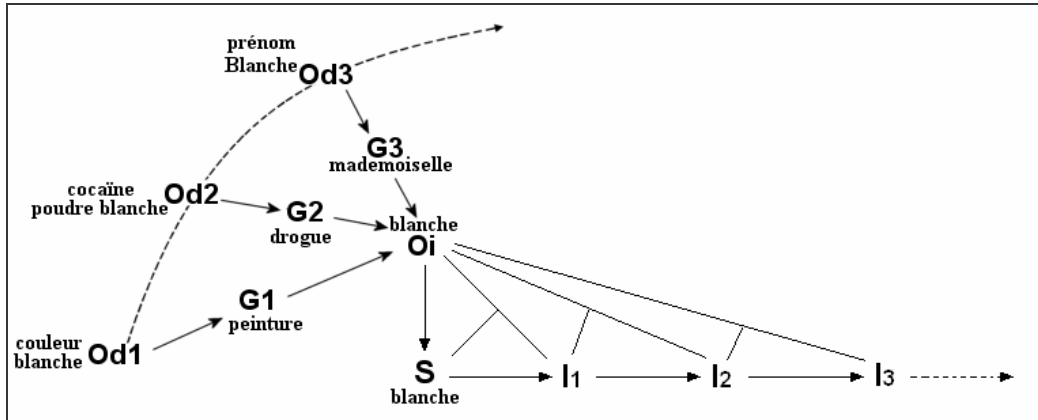 prénom
Blanche Od3
G3
mademoiselle
cocaïne
poudre blanche Od2
G2
drogue
blanche
Oi
G1
peinture
couleur
blanche Od1
S
blanche
I1
I2
I3